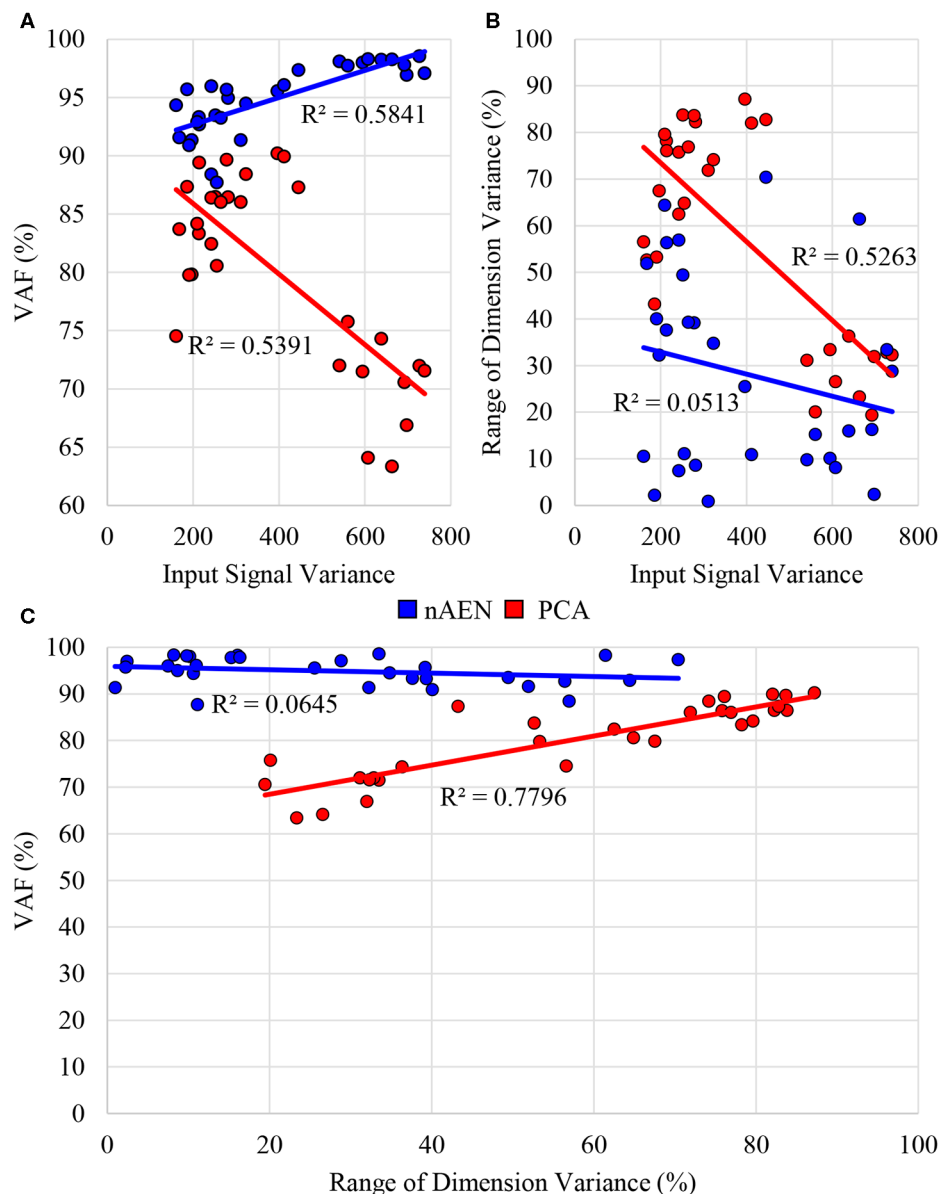 A
B
100
95
90
85
80
75
70
65
60
VAF (%)
R² = 0.5841
R² = 0.5391
0 200 400 600 800
Input Signal Variance
100
90
80
70
60
50
40
30
20
10
0
Range of Dimension Variance (%)
R² = 0.5263
R² = 0.0513
0 200 400 600 800
Input Signal Variance
nAEN PCA
C
100
90
80
70
60
50
40
30
20
10
0
VAF (%)
R² = 0.0645
R² = 0.7796
0 20 40 60 80 100
Range of Dimension Variance (%)